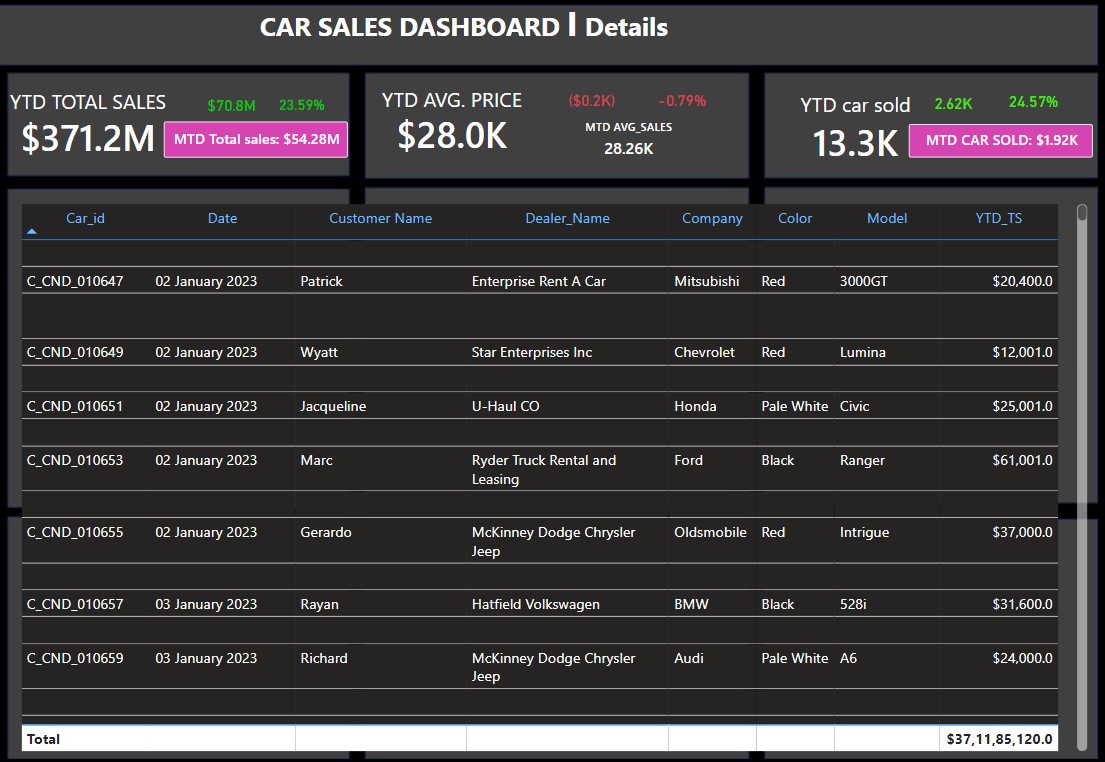 CAR SALES DASHBOARD | Details
YTD TOTAL SALES $70.8M 23.59%
$371.2M MTD Total sales: $54.28M
YTD AVG. PRICE ($0.2K) -0.79%
$28.0K MTD AVG_SALES
28.26K
YTD car sold 2.62K 24.57%
13.3K MTD CAR SOLD: $1.92K
Car_id Date Customer Name Dealer_Name Company Color Model YTD_TS
C_CND_010647 02 January 2023 Patrick Enterprise Rent A Car Mitsubishi Red 3000GT $20,400.0
C_CND_010649 02 January 2023 Wyatt Star Enterprises Inc Chevrolet Red Lumina $12,001.0
C_CND_010651 02 January 2023 Jacqueline U-Haul CO Honda Pale White Civic $25,001.0
C_CND_010653 02 January 2023 Marc Ryder Truck Rental and Ford Black Ranger $61,001.0
Leasing
C_CND_010655 02 January 2023 Gerardo McKinney Dodge Chrysler Oldsmobile Red Intrigue $37,000.0
Jeep
C_CND_010657 03 January 2023 Rayan Hatfield Volkswagen BMW Black 528i $31,600.0
C_CND_010659 03 January 2023 Richard McKinney Dodge Chrysler Audi Pale White A6 $24,000.0
Jeep
Total $37,11,85,120.0